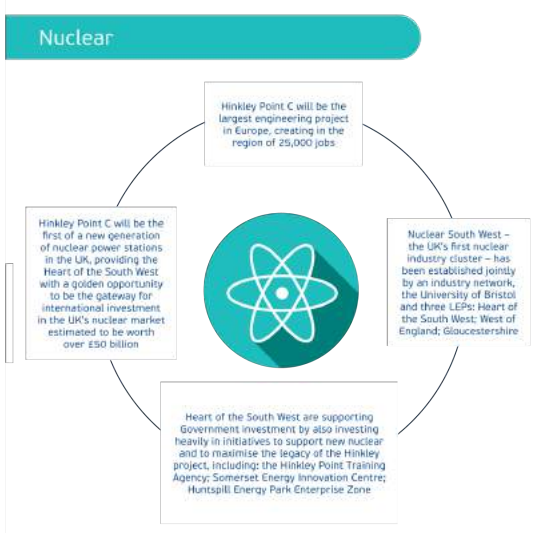 Nuclear
Hinkley Point C will be the
largest engineering project
in Europe, creating in the
region of 25,000 jobs
Hinkley Point C will be the
first of a new generation
of nuclear power stations
in the UK, providing the
Heart of the South West
with a golden opportunity
to be the gateway for
international investment
in the UK's nuclear market
estimated to be worth
over £50 billion
Nuclear South West –
the UK's first nuclear
industry cluster – has
been established jointly
by an industry network,
the University of Bristol
and three LEPs: Heart of
the South West; West of
England; Gloucestershire
Heart of the South West are supporting
Government investment by also investing
heavily in initiatives to support new nuclear
and to maximise the legacy of the Hinkley
project, including: the Hinkley Point Training
Agency; Somerset Energy Innovation Centre;
Huntspill Energy Park Enterprise Zone